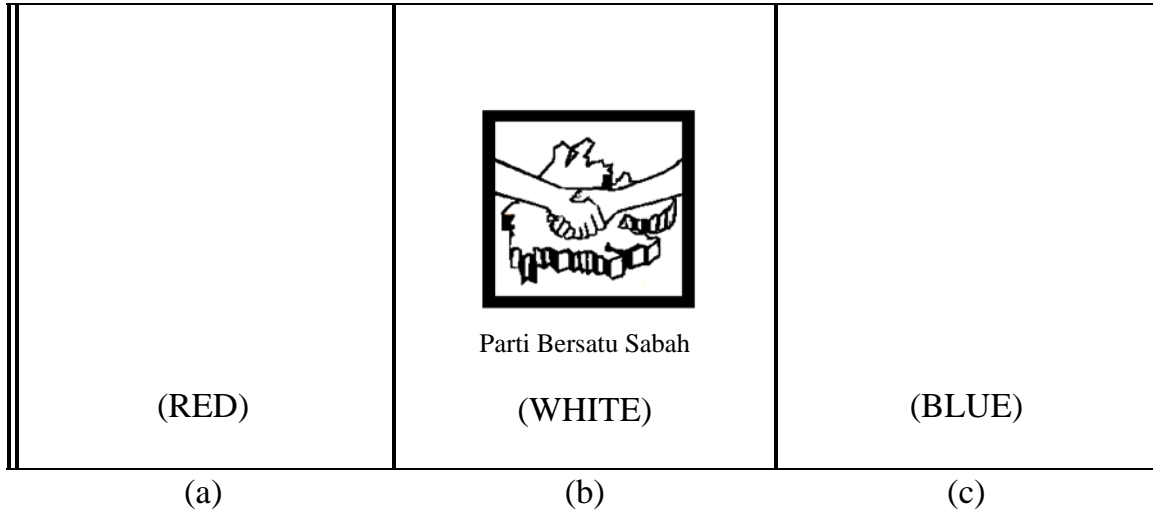 Parti Bersatu Sabah
(RED)
(WHITE)
(BLUE)
(a)
(b)
(c)